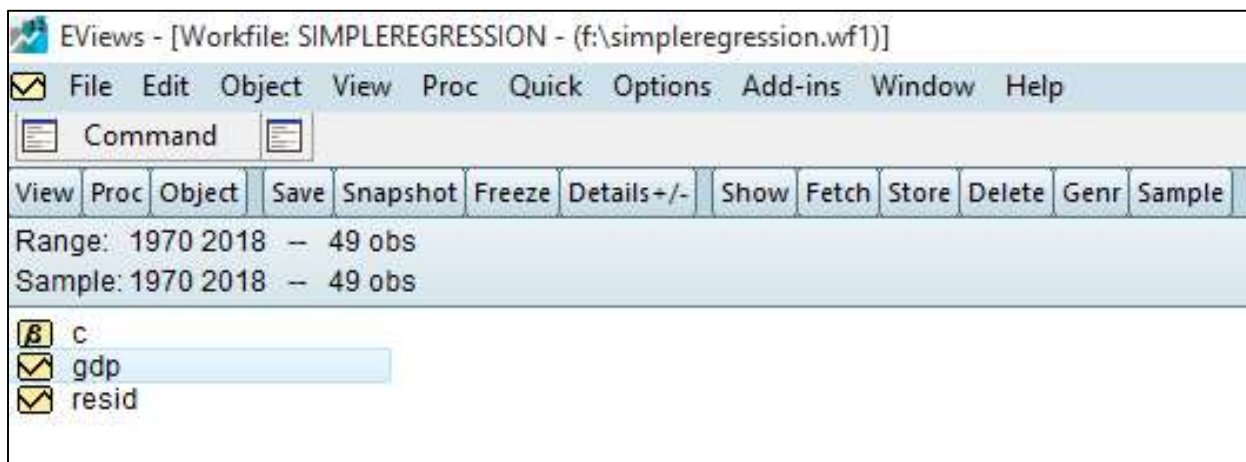 EViews - [Workfile: SIMPLEREGRESSION - (f:\simpleregression.wf1)]
File Edit Object View Proc Quick Options Add-ins Window Help
Command
View Proc Object Save Snapshot Freeze Details+/- Show Fetch Store Delete Genr Sample
Range: 1970 2018 -- 49 obs
Sample: 1970 2018 -- 49 obs
β c
gdp
resid